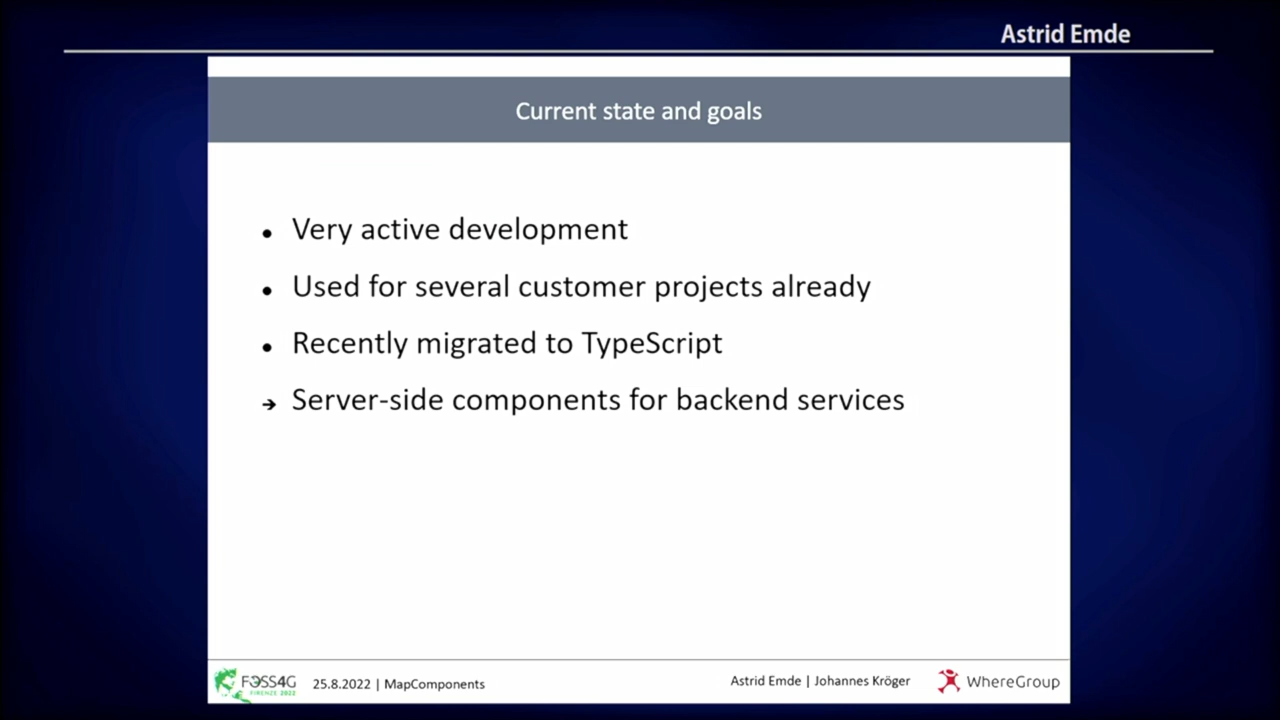 Astrid Emde
Current state and goals
● Very active development
● Used for several customer projects already
● Recently migrated to TypeScript
➔ Server-side components for backend services
FOSS4G
FIRENZE 2022
25.8.2022 | MapComponents
Astrid Emde | Johannes Kröger
WhereGroup